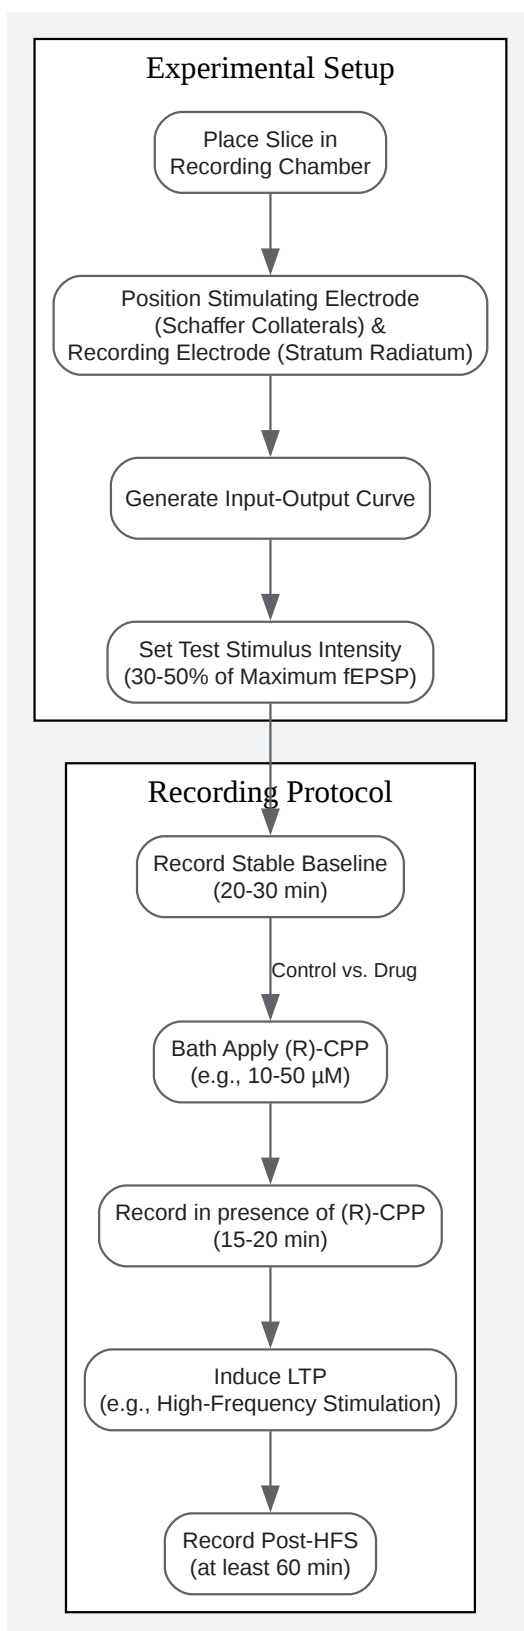 Experimental Setup
Place Slice in
Recording Chamber
Position Stimulating Electrode
(Schaffer Collaterals) &
Recording Electrode (Stratum Radiatum)
Generate Input-Output Curve
Set Test Stimulus Intensity
(30-50% of Maximum fEPSP)
Recording Protocol
Record Stable Baseline
(20-30 min)
Control vs. Drug
Bath Apply (R)-CPP
(e.g., 10-50 µM)
Record in presence of (R)-CPP
(15-20 min)
Induce LTP
(e.g., High-Frequency Stimulation)
Record Post-HFS
(at least 60 min)